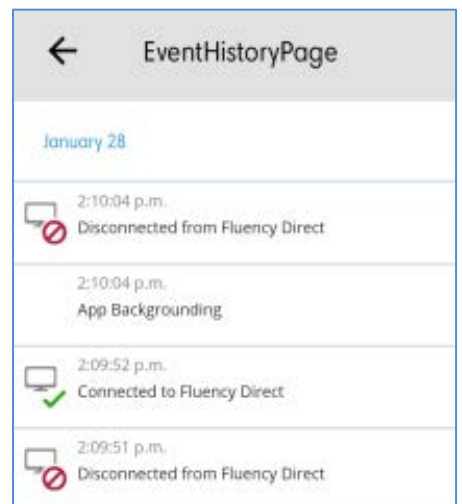 EventHistoryPage
January 28
2:10:04 p.m.
Disconnected from Fluency Direct
2:10:04 p.m.
App Backgrounding
2:09:52 p.m.
Connected to Fluency Direct
2:09:51 p.m.
Disconnected from Fluency Direct